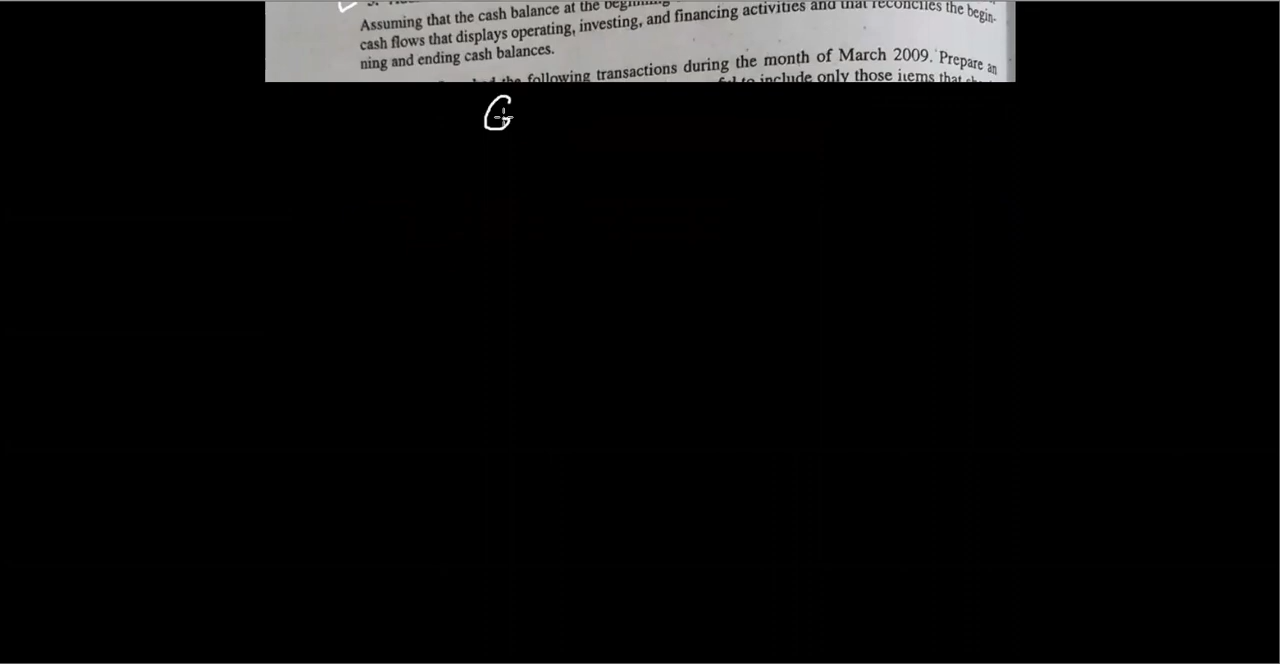 Assuming that the cash balance at the
cash flows that displays operating, investing, and financing activities and that reconciles the begin-
ning and ending cash balances.
the following transactions during the month of March 2009. Prepare an
to include only those items that
G